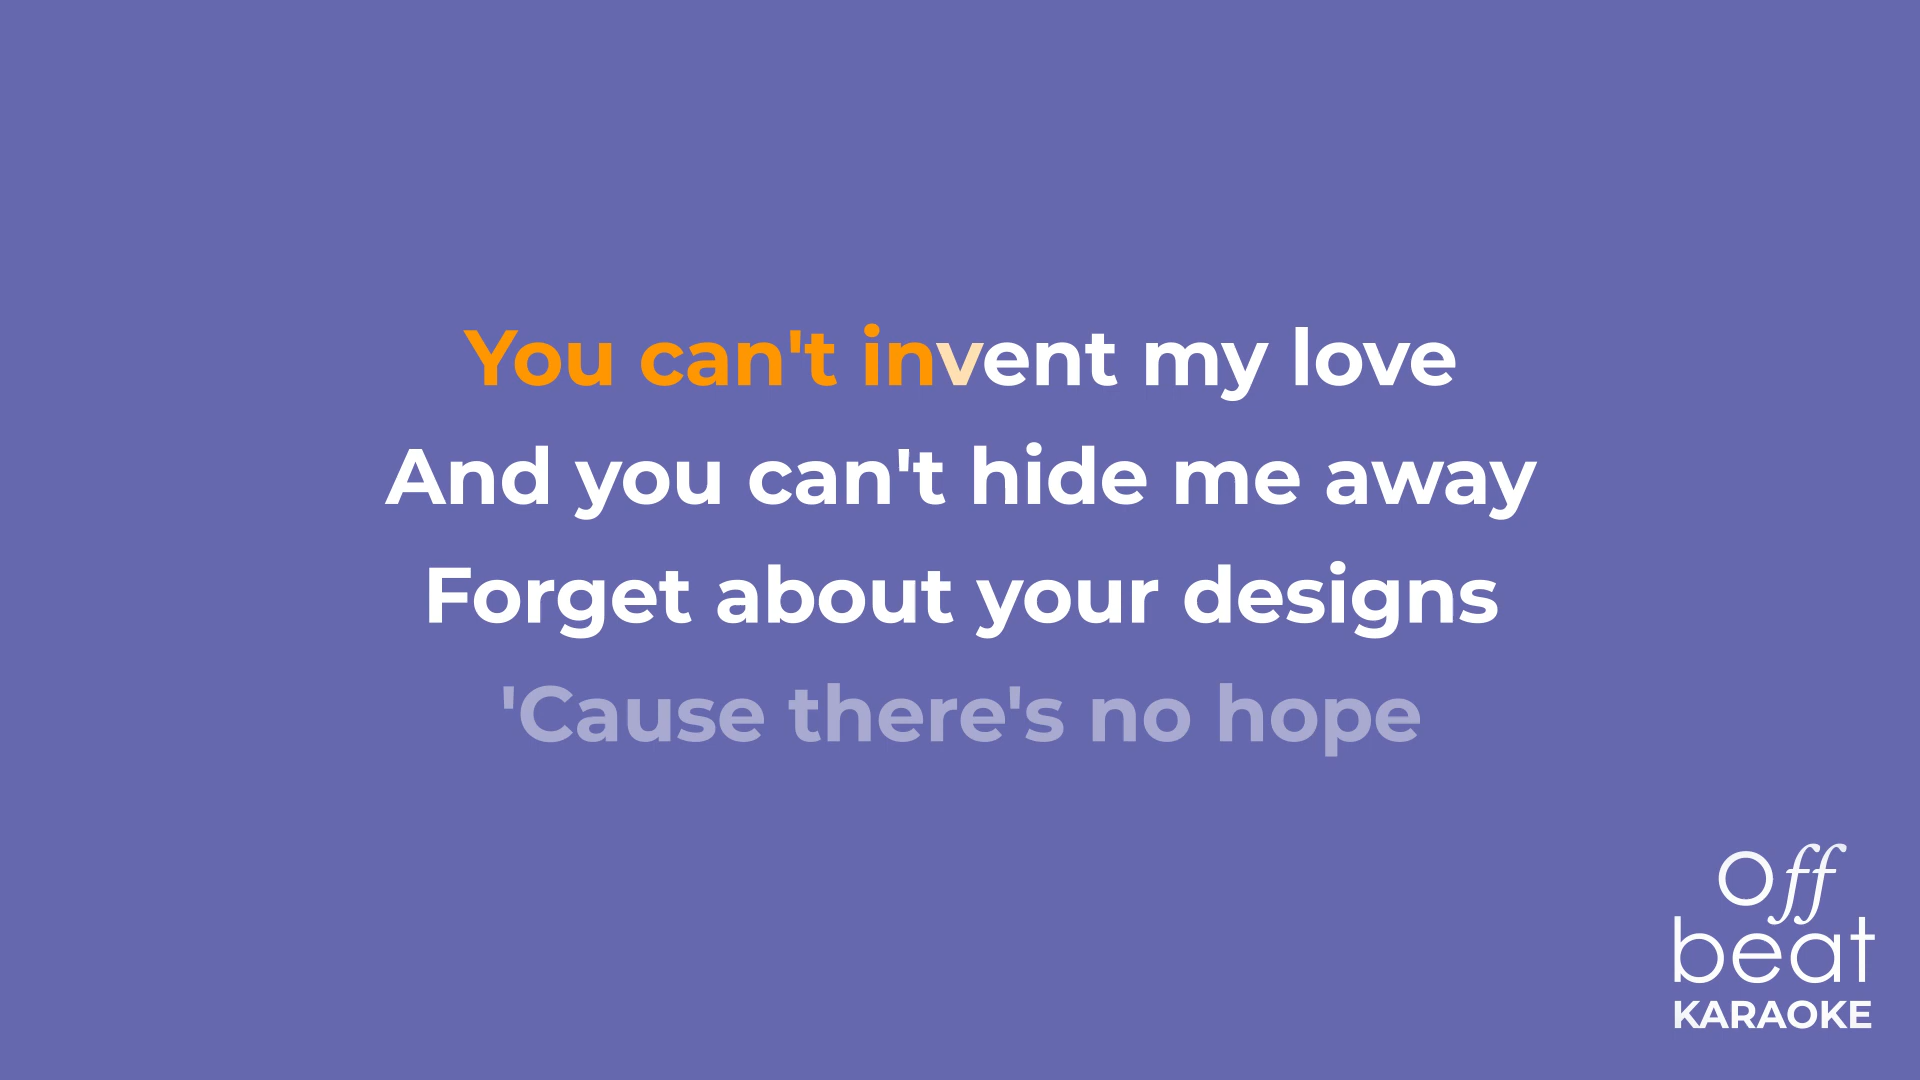 You can't invent my love
And you can't hide me away
Forget about your designs
'Cause there's no hope
off
beat
KARAOKE